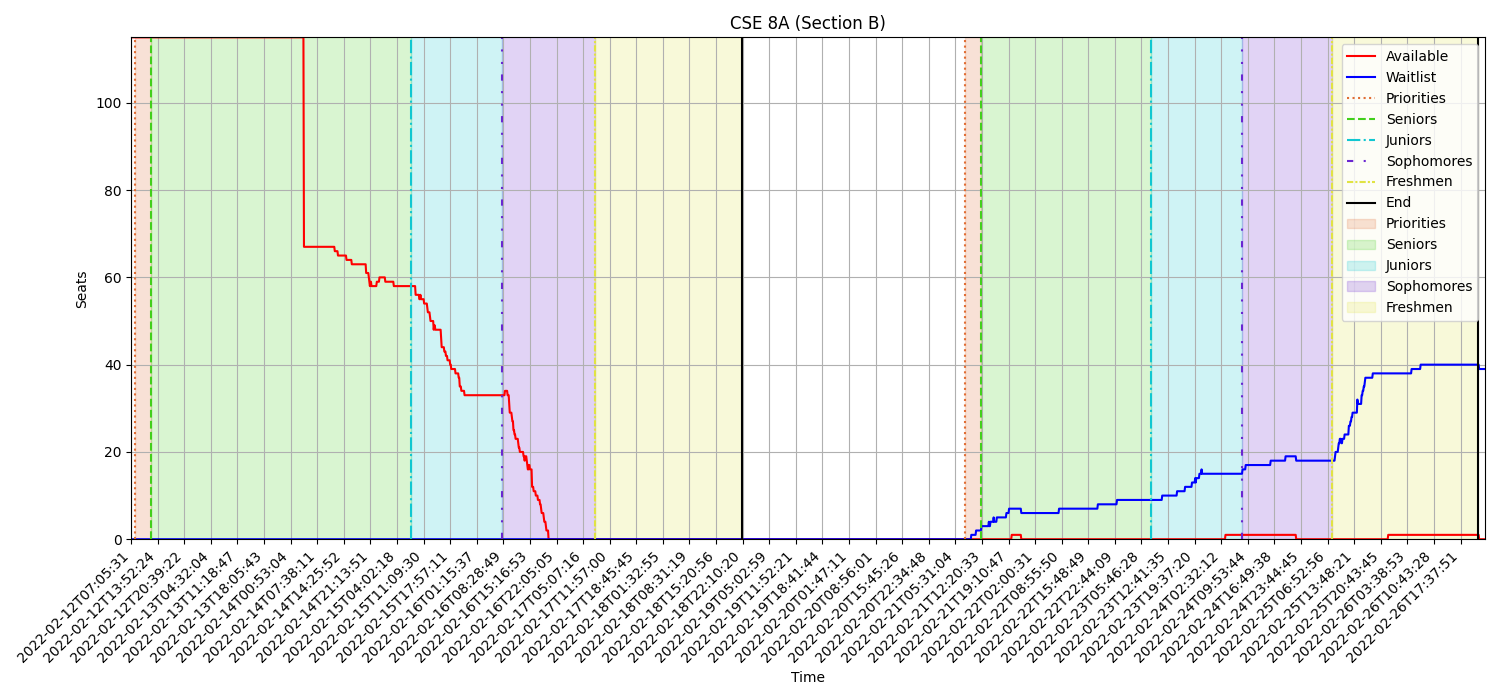 CSE 8A (Section B)
Seats
100
80
60
40
20
0
Available
Waitlist
Priorities
Seniors
Juniors
Sophomores
Freshmen
End
Priorities
Seniors
Juniors
Sophomores
Freshmen
2022-02-12T07:05:31
2022-02-12T13:52:24
2022-02-12T20:39:22
2022-02-13T04:32:04
2022-02-13T11:18:47
2022-02-13T18:05:43
2022-02-14T00:53:04
2022-02-14T07:38:11
2022-02-14T14:25:52
2022-02-14T21:13:51
2022-02-15T04:02:18
2022-02-15T11:09:30
2022-02-15T17:57:11
2022-02-16T01:15:37
2022-02-16T08:28:49
2022-02-16T15:16:53
2022-02-16T22:05:05
2022-02-17T05:07:16
2022-02-17T11:57:00
2022-02-17T18:45:45
2022-02-18T01:32:55
2022-02-18T08:31:19
2022-02-18T15:20:56
2022-02-18T22:10:20
2022-02-19T05:02:59
2022-02-19T11:52:21
2022-02-19T18:41:44
2022-02-20T01:47:11
2022-02-20T08:56:01
2022-02-20T15:45:26
2022-02-20T22:34:48
2022-02-21T05:31:04
2022-02-21T12:20:33
2022-02-21T19:10:47
2022-02-22T02:00:31
2022-02-22T08:55:50
2022-02-22T15:48:49
2022-02-22T22:44:09
2022-02-23T05:46:28
2022-02-23T12:41:35
2022-02-23T19:37:20
2022-02-24T02:32:12
2022-02-24T09:53:44
2022-02-24T16:49:38
2022-02-24T23:44:45
2022-02-25T06:52:56
2022-02-25T13:48:21
2022-02-25T20:43:45
2022-02-26T03:38:53
2022-02-26T10:43:28
2022-02-26T17:37:51
Time